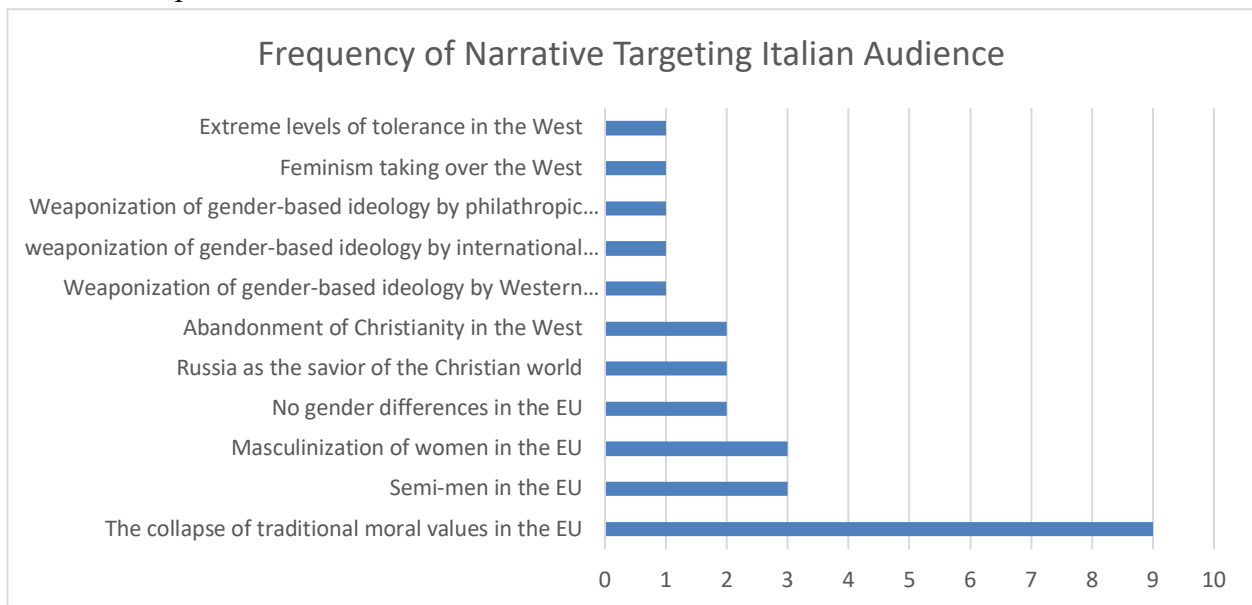 Frequency of Narrative Targeting Italian Audience
Extreme levels of tolerance in the West
Feminism taking over the West
Weaponization of gender-based ideology by philathropic...
weaponization of gender-based ideology by international...
Weaponization of gender-based ideology by Western...
Abandonment of Christianity in the West
Russia as the savior of the Christian world
No gender differences in the EU
Masculinization of women in the EU
Semi-men in the EU
The collapse of traditional moral values in the EU
0 1 2 3 4 5 6 7 8 9 10